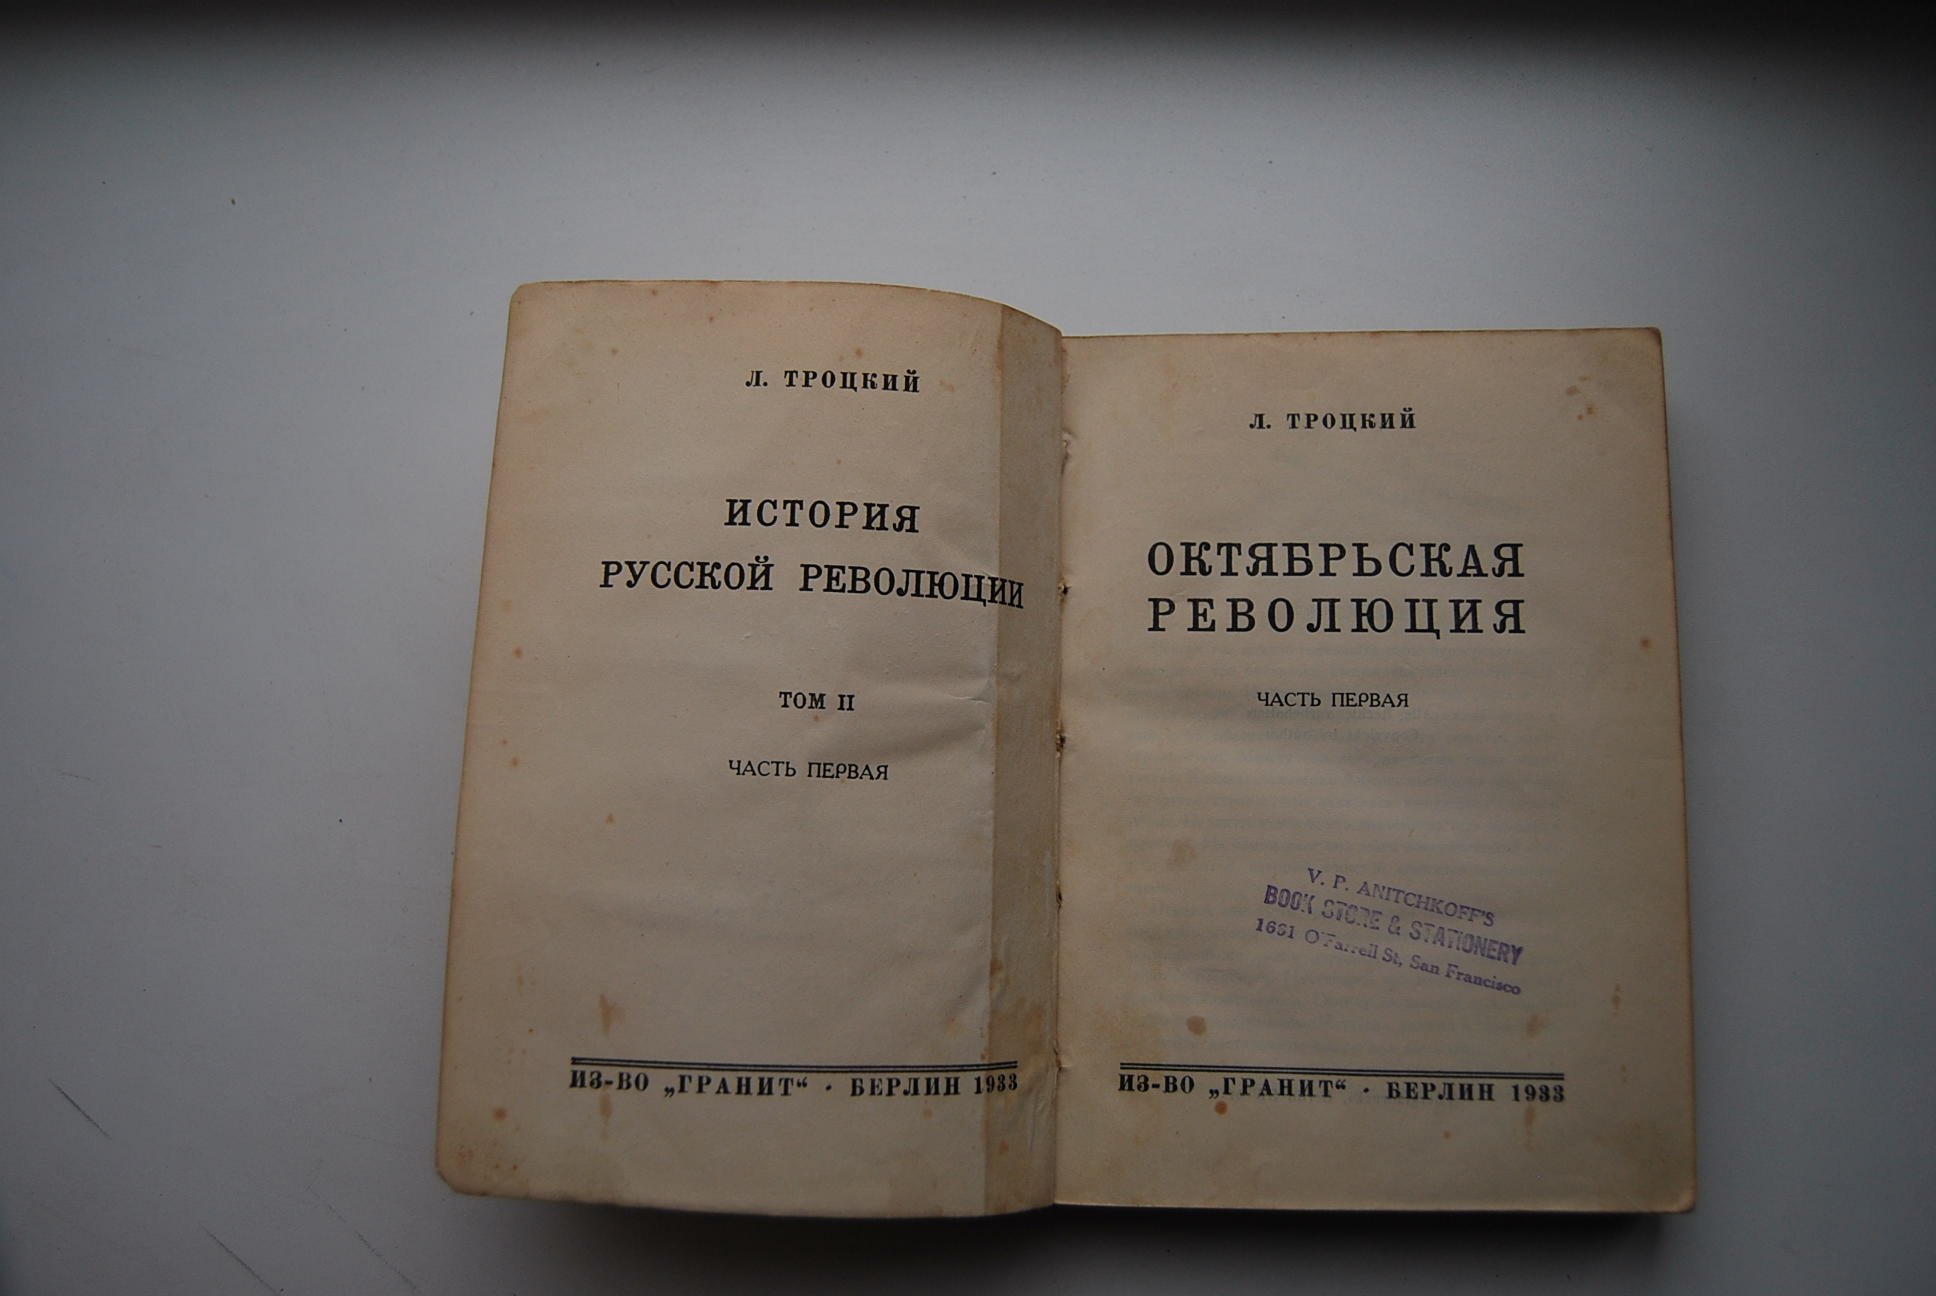 Л. ТРОЦКИЙ
ИСТОРИЯ
РУССКОЙ РЕВОЛЮЦИИ
ТОМ II
ЧАСТЬ ПЕРВАЯ
ИЗ-ВО „ГРАНИТ“ · БЕРЛИН 1933
Л. ТРОЦКИЙ
ОКТЯБРЬСКАЯ
РЕВОЛЮЦИЯ
ЧАСТЬ ПЕРВАЯ
V. P. ANITCHKOFF'S
BOOK STORE & STATIONERY
O'Farrell St, San Francisco
ИЗ-ВО „ГРАНИТ“ · БЕРЛИН 1933